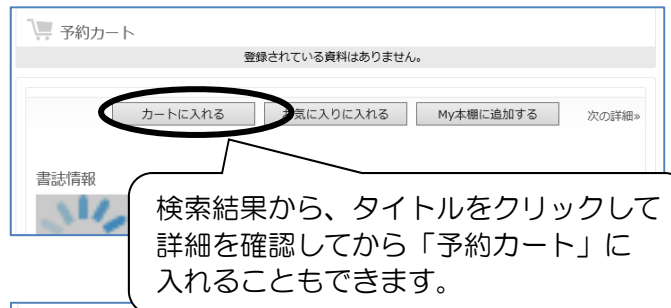 予約カート
登録されている資料はありません。
カートに入れる お気に入りに入れる My本棚に追加する 次の詳細»
書誌情報
検索結果から、タイトルをクリックして
詳細を確認してから「予約カート」に
入れることもできます。